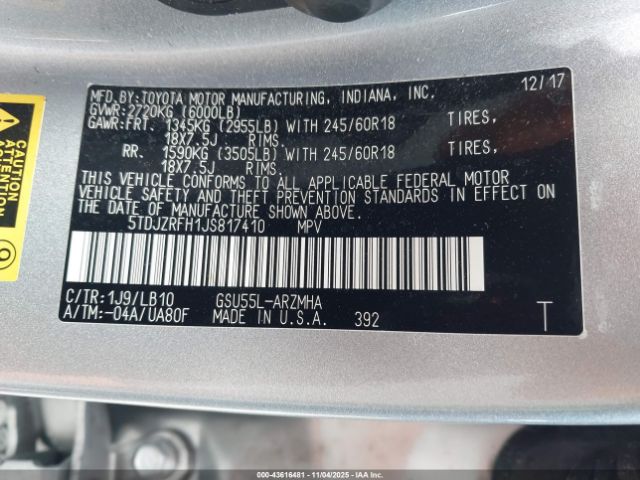 MFD.BY:TOYOTA MOTOR MANUFACTURING, INDIANA, INC. 12/17
GVWR:2720KG (6000LB)
GAWR:FRT. 1345KG (2955LB) WITH 245/60R18 TIRES,
18X7.5J RIMS.
RR. 1590KG (3505LB) WITH 245/60R18 TIRES,
18X7.5J RIMS.
THIS VEHICLE CONFORMS TO ALL APPLICABLE FEDERAL MOTOR
VEHICLE SAFETY AND THEFT PREVENTION STANDARDS IN EFFECT ON
THE DATE OF MANUFACTURE SHOWN ABOVE.
5TDJZRFH1JS817410 MPV
C/TR:1J9/LB10 GSU55L-ARZMHA
A/TM:-04A/UA80F MADE IN U.S.A. 392 T
CAUTION
ATTENTION
000-43616481 - 11/04/2025 - IAAI.CA